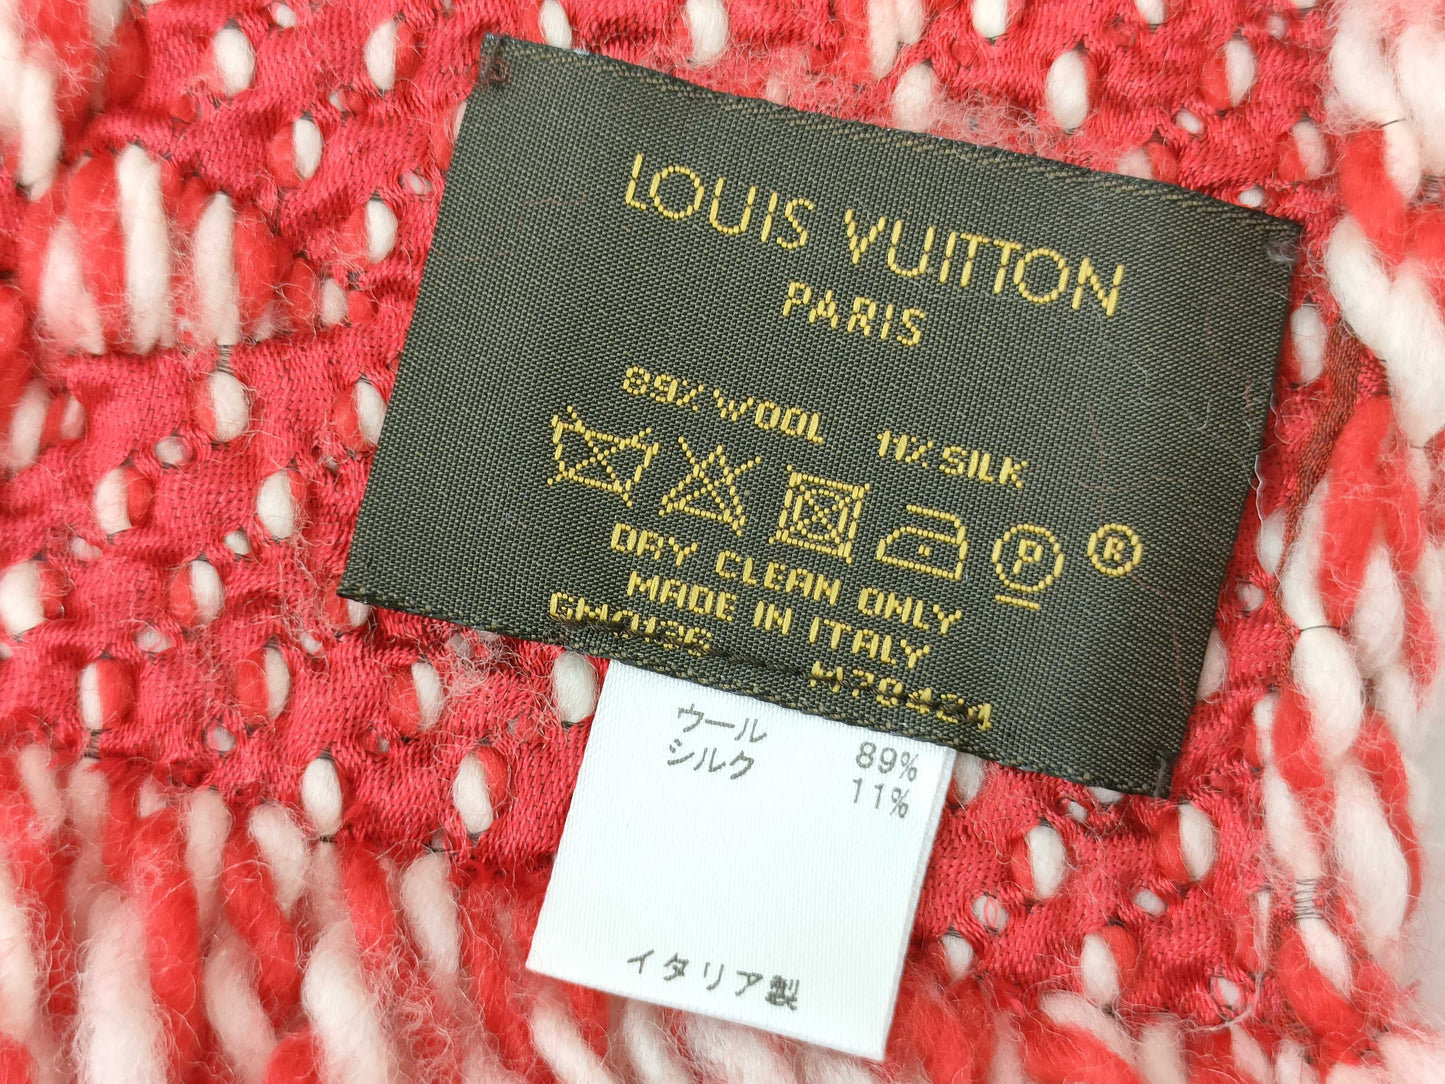 LOUIS VUITTON
PARIS
89% WOOL 11% SILK
P ®
DRY CLEAN ONLY
MADE IN ITALY
M79424
ウール 89%
シルク 11%
イタリア製